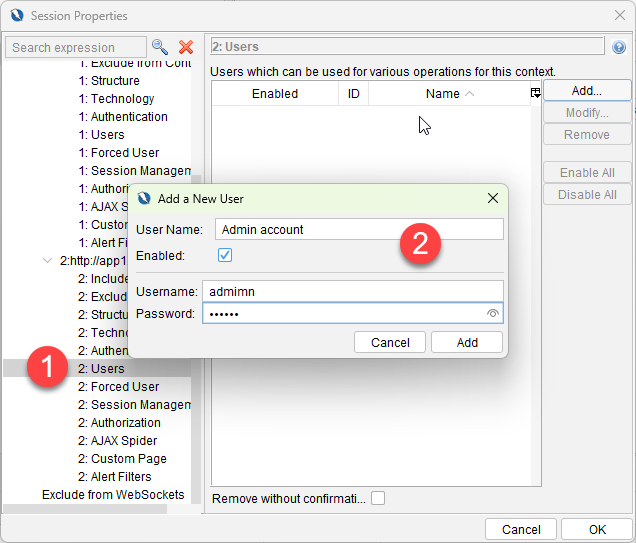 Session Properties
Search expression
2: Users
1: Exclude from Cont
1: Structure
1: Technology
1: Authentication
1: Users
1: Forced User
1: Session Managem
1: Authoriz
1: AJAX Sp
1: Custom
1: Alert Fi
2:http://app1
2: Include
2: Exclud
2: Structu
2: Techno
2: Authen
2: Users
2: Forced User
2: Session Managem
2: Authorization
2: AJAX Spider
2: Custom Page
2: Alert Filters
Exclude from WebSockets
1
Users which can be used for various operations for this context.
Enabled ID Name
Add...
Modify...
Remove
Enable All
Disable All
Add a New User
User Name: Admin account
2
Enabled:
Username: admimn
Password: ••••••
Cancel Add
Remove without confirmati...
Cancel OK